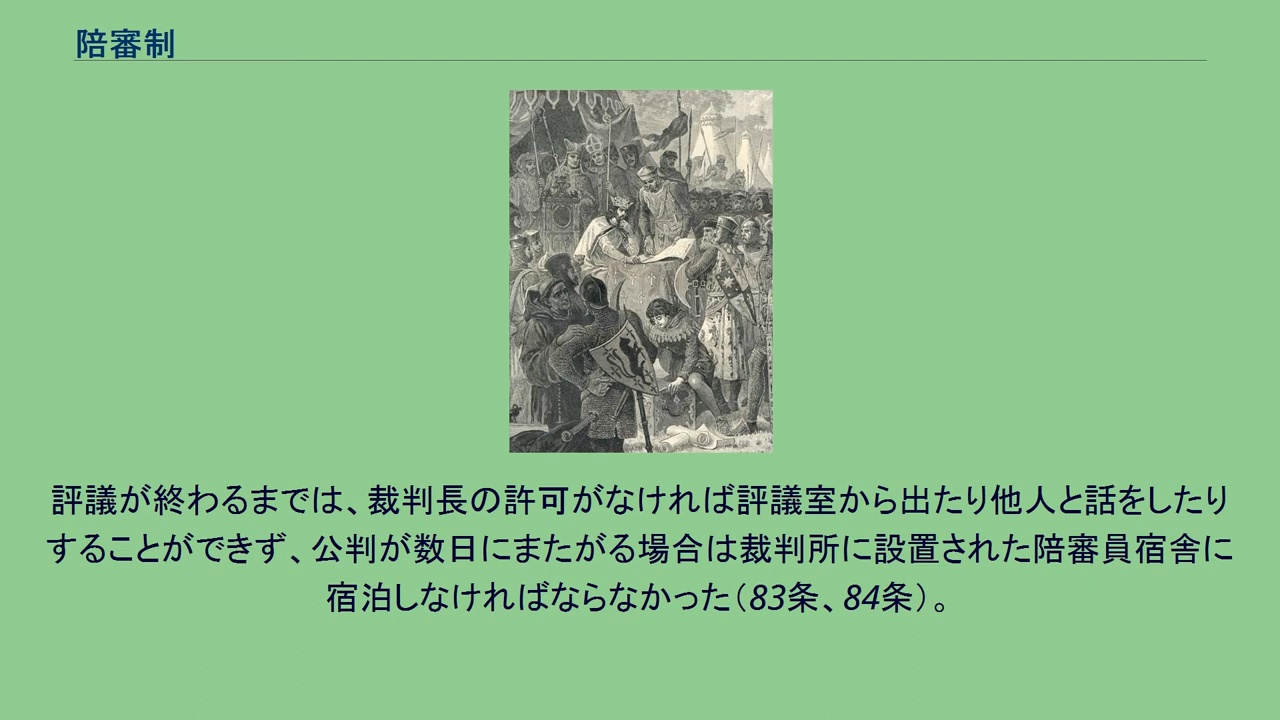 陪審制
評議が終わるまでは、裁判長の許可がなければ評議室から出たり他人と話をしたり
することができず、公判が数日にまたがる場合は裁判所に設置された陪審員宿舎に
宿泊しなければならなかった（83条、84条）。